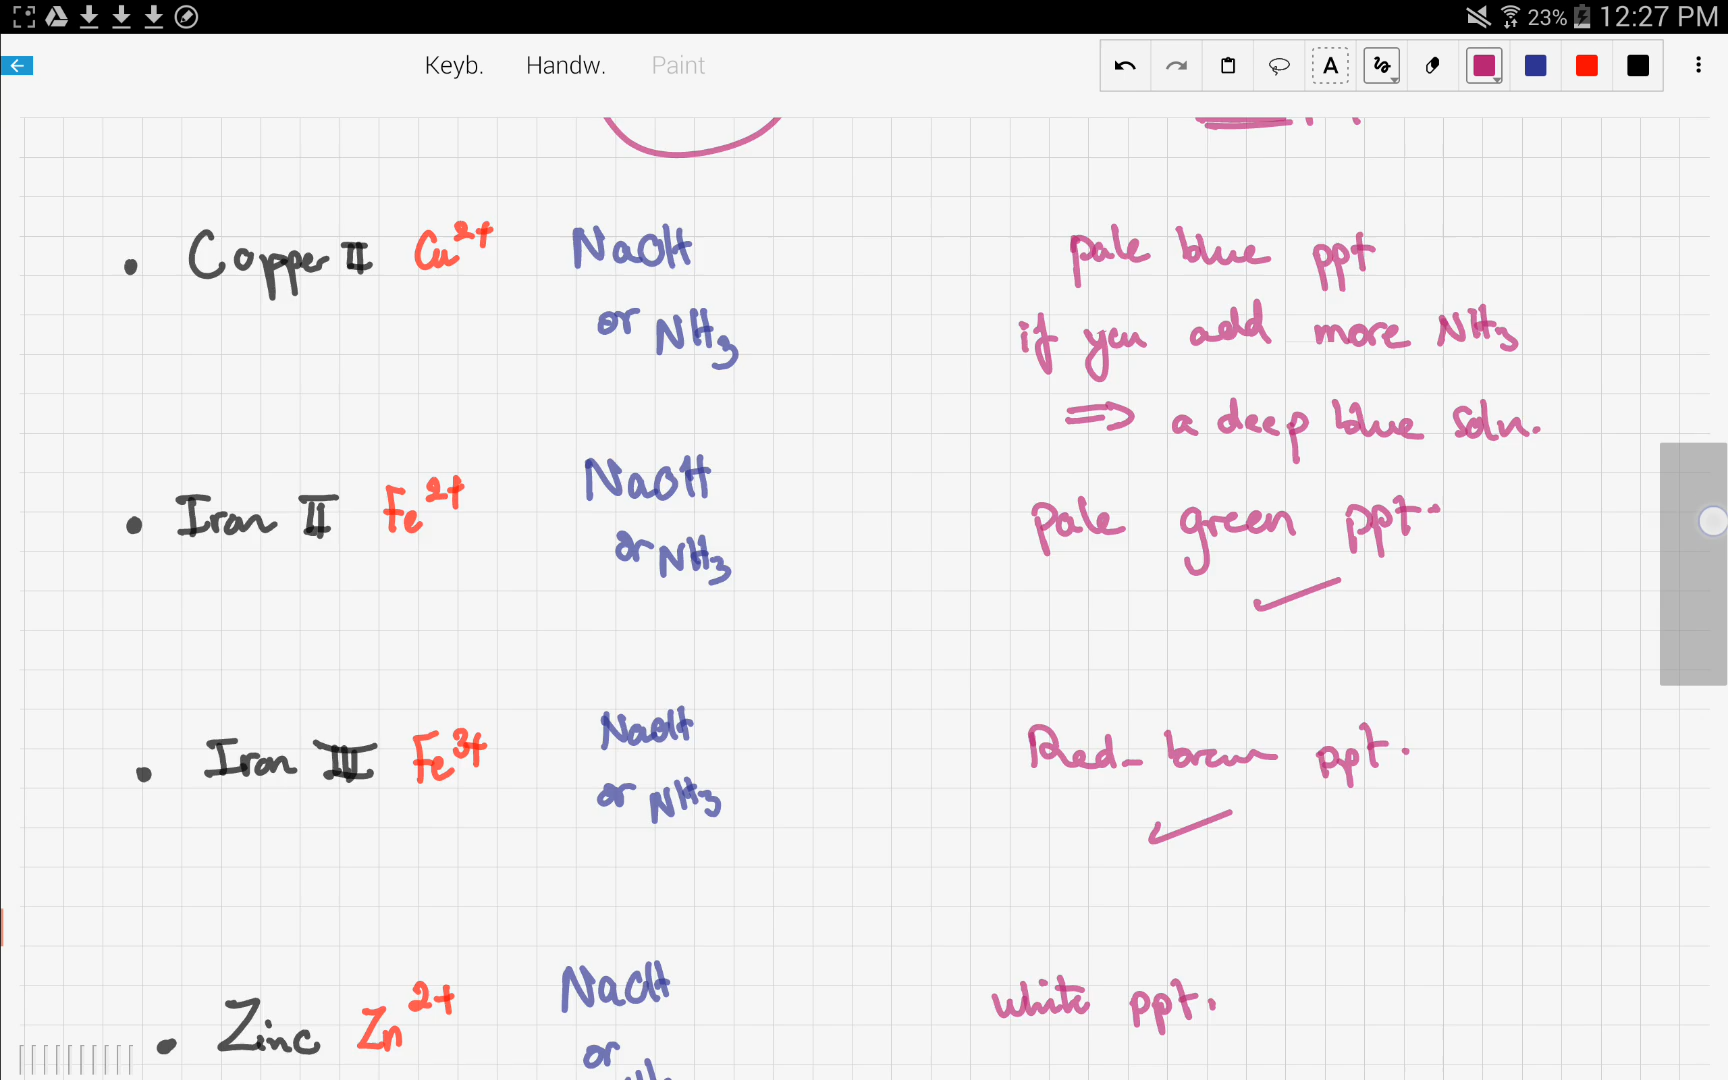 23% 12:27 PM
Keyb. Handw. Paint
A
• Copper II Cu²⁺ NaOH pale blue ppt
or NH₃ if you add more NH₃
⇒ a deep blue soln.
• Iron II Fe²⁺ NaOH pale green ppt.
or NH₃
• Iron III Fe³⁺ NaOH Red-brown ppt.
or NH₃
• Zinc Zn²⁺ NaOH white ppt.
or